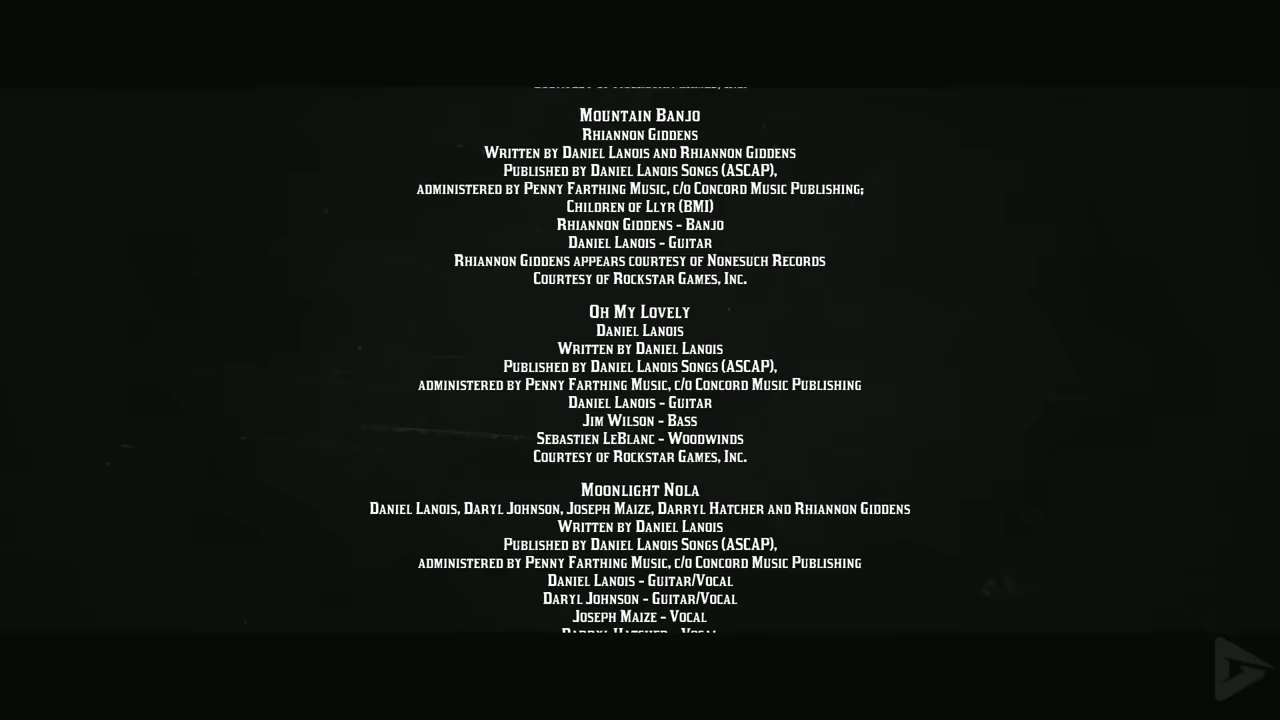 Mountain Banjo
Rhiannon Giddens
Written by Daniel Lanois and Rhiannon Giddens
Published by Daniel Lanois Songs (ASCAP),
administered by Penny Farthing Music, c/o Concord Music Publishing;
Children of Llyr (BMI)
Rhiannon Giddens - Banjo
Daniel Lanois - Guitar
Rhiannon Giddens appears courtesy of Nonesuch Records
Courtesy of Rockstar Games, Inc.
Oh My Lovely
Daniel Lanois
Written by Daniel Lanois
Published by Daniel Lanois Songs (ASCAP),
administered by Penny Farthing Music, c/o Concord Music Publishing
Daniel Lanois - Guitar
Jim Wilson - Bass
Sebastien LeBlanc - Woodwinds
Courtesy of Rockstar Games, Inc.
Moonlight Nola
Daniel Lanois, Daryl Johnson, Joseph Maize, Darryl Hatcher and Rhiannon Giddens
Written by Daniel Lanois
Published by Daniel Lanois Songs (ASCAP),
administered by Penny Farthing Music, c/o Concord Music Publishing
Daniel Lanois - Guitar/Vocal
Daryl Johnson - Guitar/Vocal
Joseph Maize - Vocal
Darryl Hatcher - Vocal